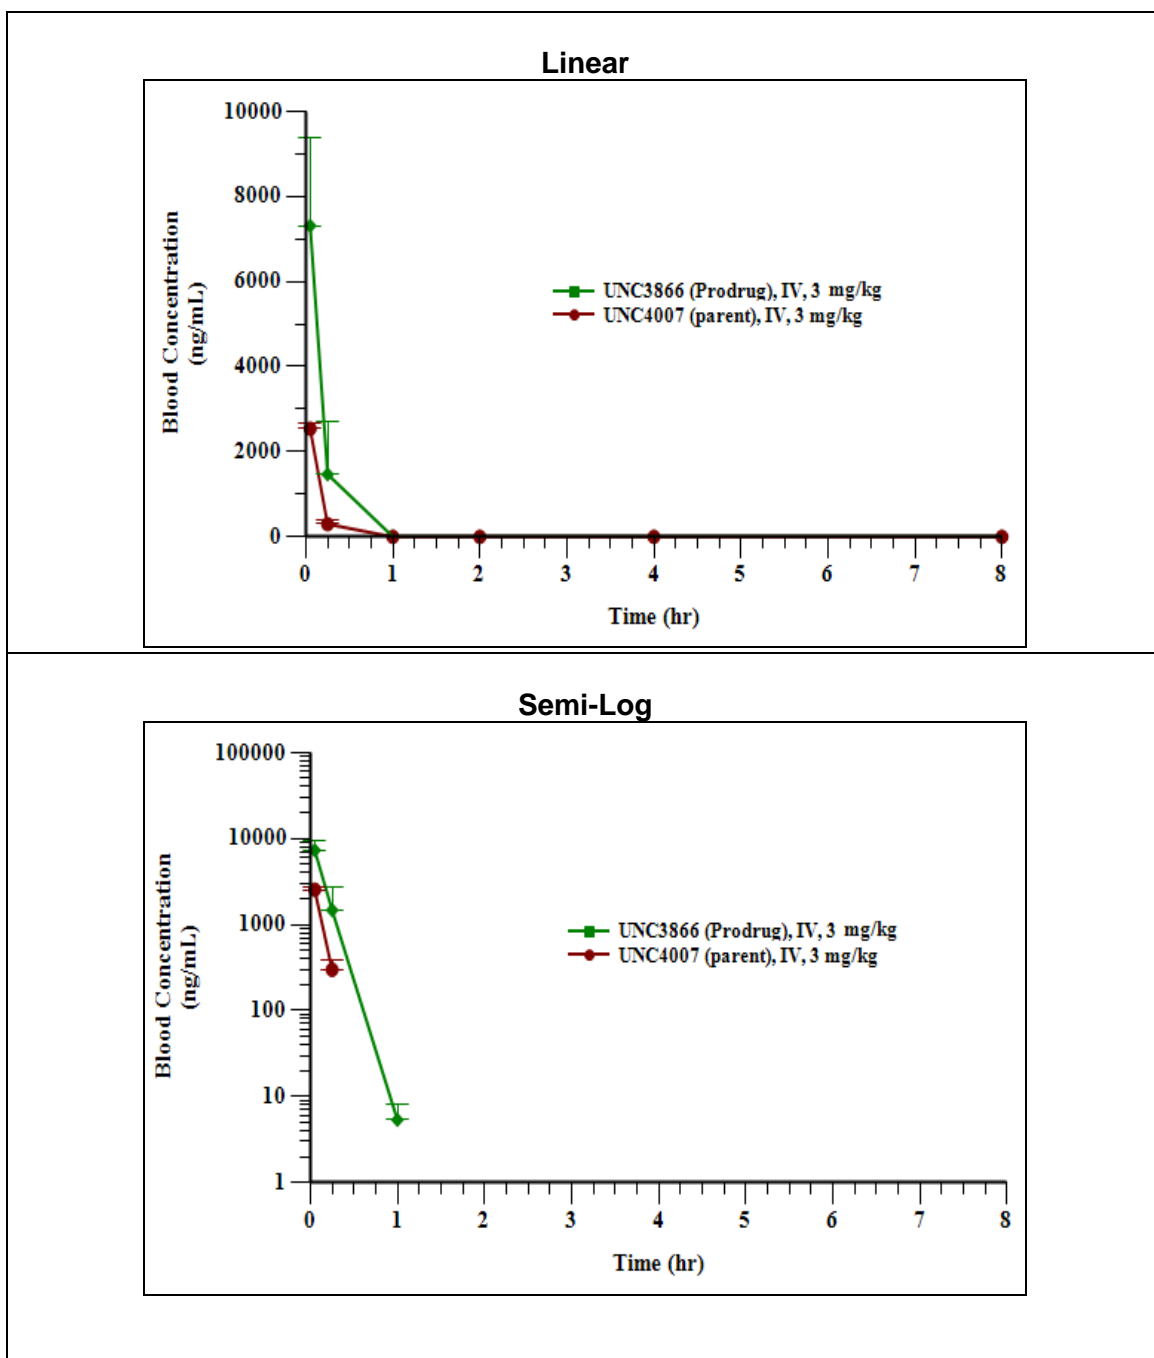 Linear
10000
8000
6000
4000
2000
0
Blood Concentration
(ng/mL)
UNC3866 (Prodrug), IV, 3 mg/kg
UNC4007 (parent), IV, 3 mg/kg
0 1 2 3 4 5 6 7 8
Time (hr)
Semi-Log
100000
10000
1000
100
10
1
Blood Concentration
(ng/mL)
UNC3866 (Prodrug), IV, 3 mg/kg
UNC4007 (parent), IV, 3 mg/kg
0 1 2 3 4 5 6 7 8
Time (hr)